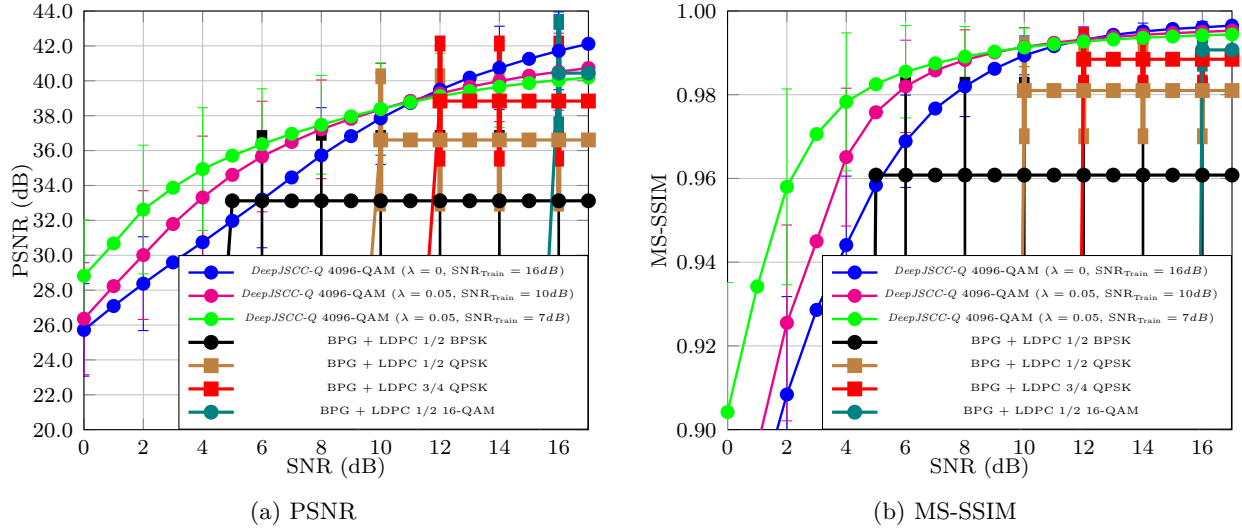 44.0
42.0
40.0
38.0
36.0
33.0
32.0
30.0
28.0
26.0
24.0
22.0
20.0
PSNR (dB)
0 2 4 6 8 10 12 14 16
SNR (dB)
DeepJSCC-Q 4096-QAM (λ = 0, SNR_Train = 16dB)
DeepJSCC-Q 4096-QAM (λ = 0.05, SNR_Train = 10dB)
DeepJSCC-Q 4096-QAM (λ = 0.05, SNR_Train = 7dB)
BPG + LDPC 1/2 BPSK
BPG + LDPC 1/2 QPSK
BPG + LDPC 3/4 QPSK
BPG + LDPC 1/2 16-QAM
(a) PSNR
1.00
0.98
0.96
0.94
0.92
0.90
MS-SSIM
0 2 4 6 8 10 12 14 16
SNR (dB)
DeepJSCC-Q 4096-QAM (λ = 0, SNR_Train = 16dB)
DeepJSCC-Q 4096-QAM (λ = 0.05, SNR_Train = 10dB)
DeepJSCC-Q 4096-QAM (λ = 0.05, SNR_Train = 7dB)
BPG + LDPC 1/2 BPSK
BPG + LDPC 1/2 QPSK
BPG + LDPC 3/4 QPSK
BPG + LDPC 1/2 16-QAM
(b) MS-SSIM